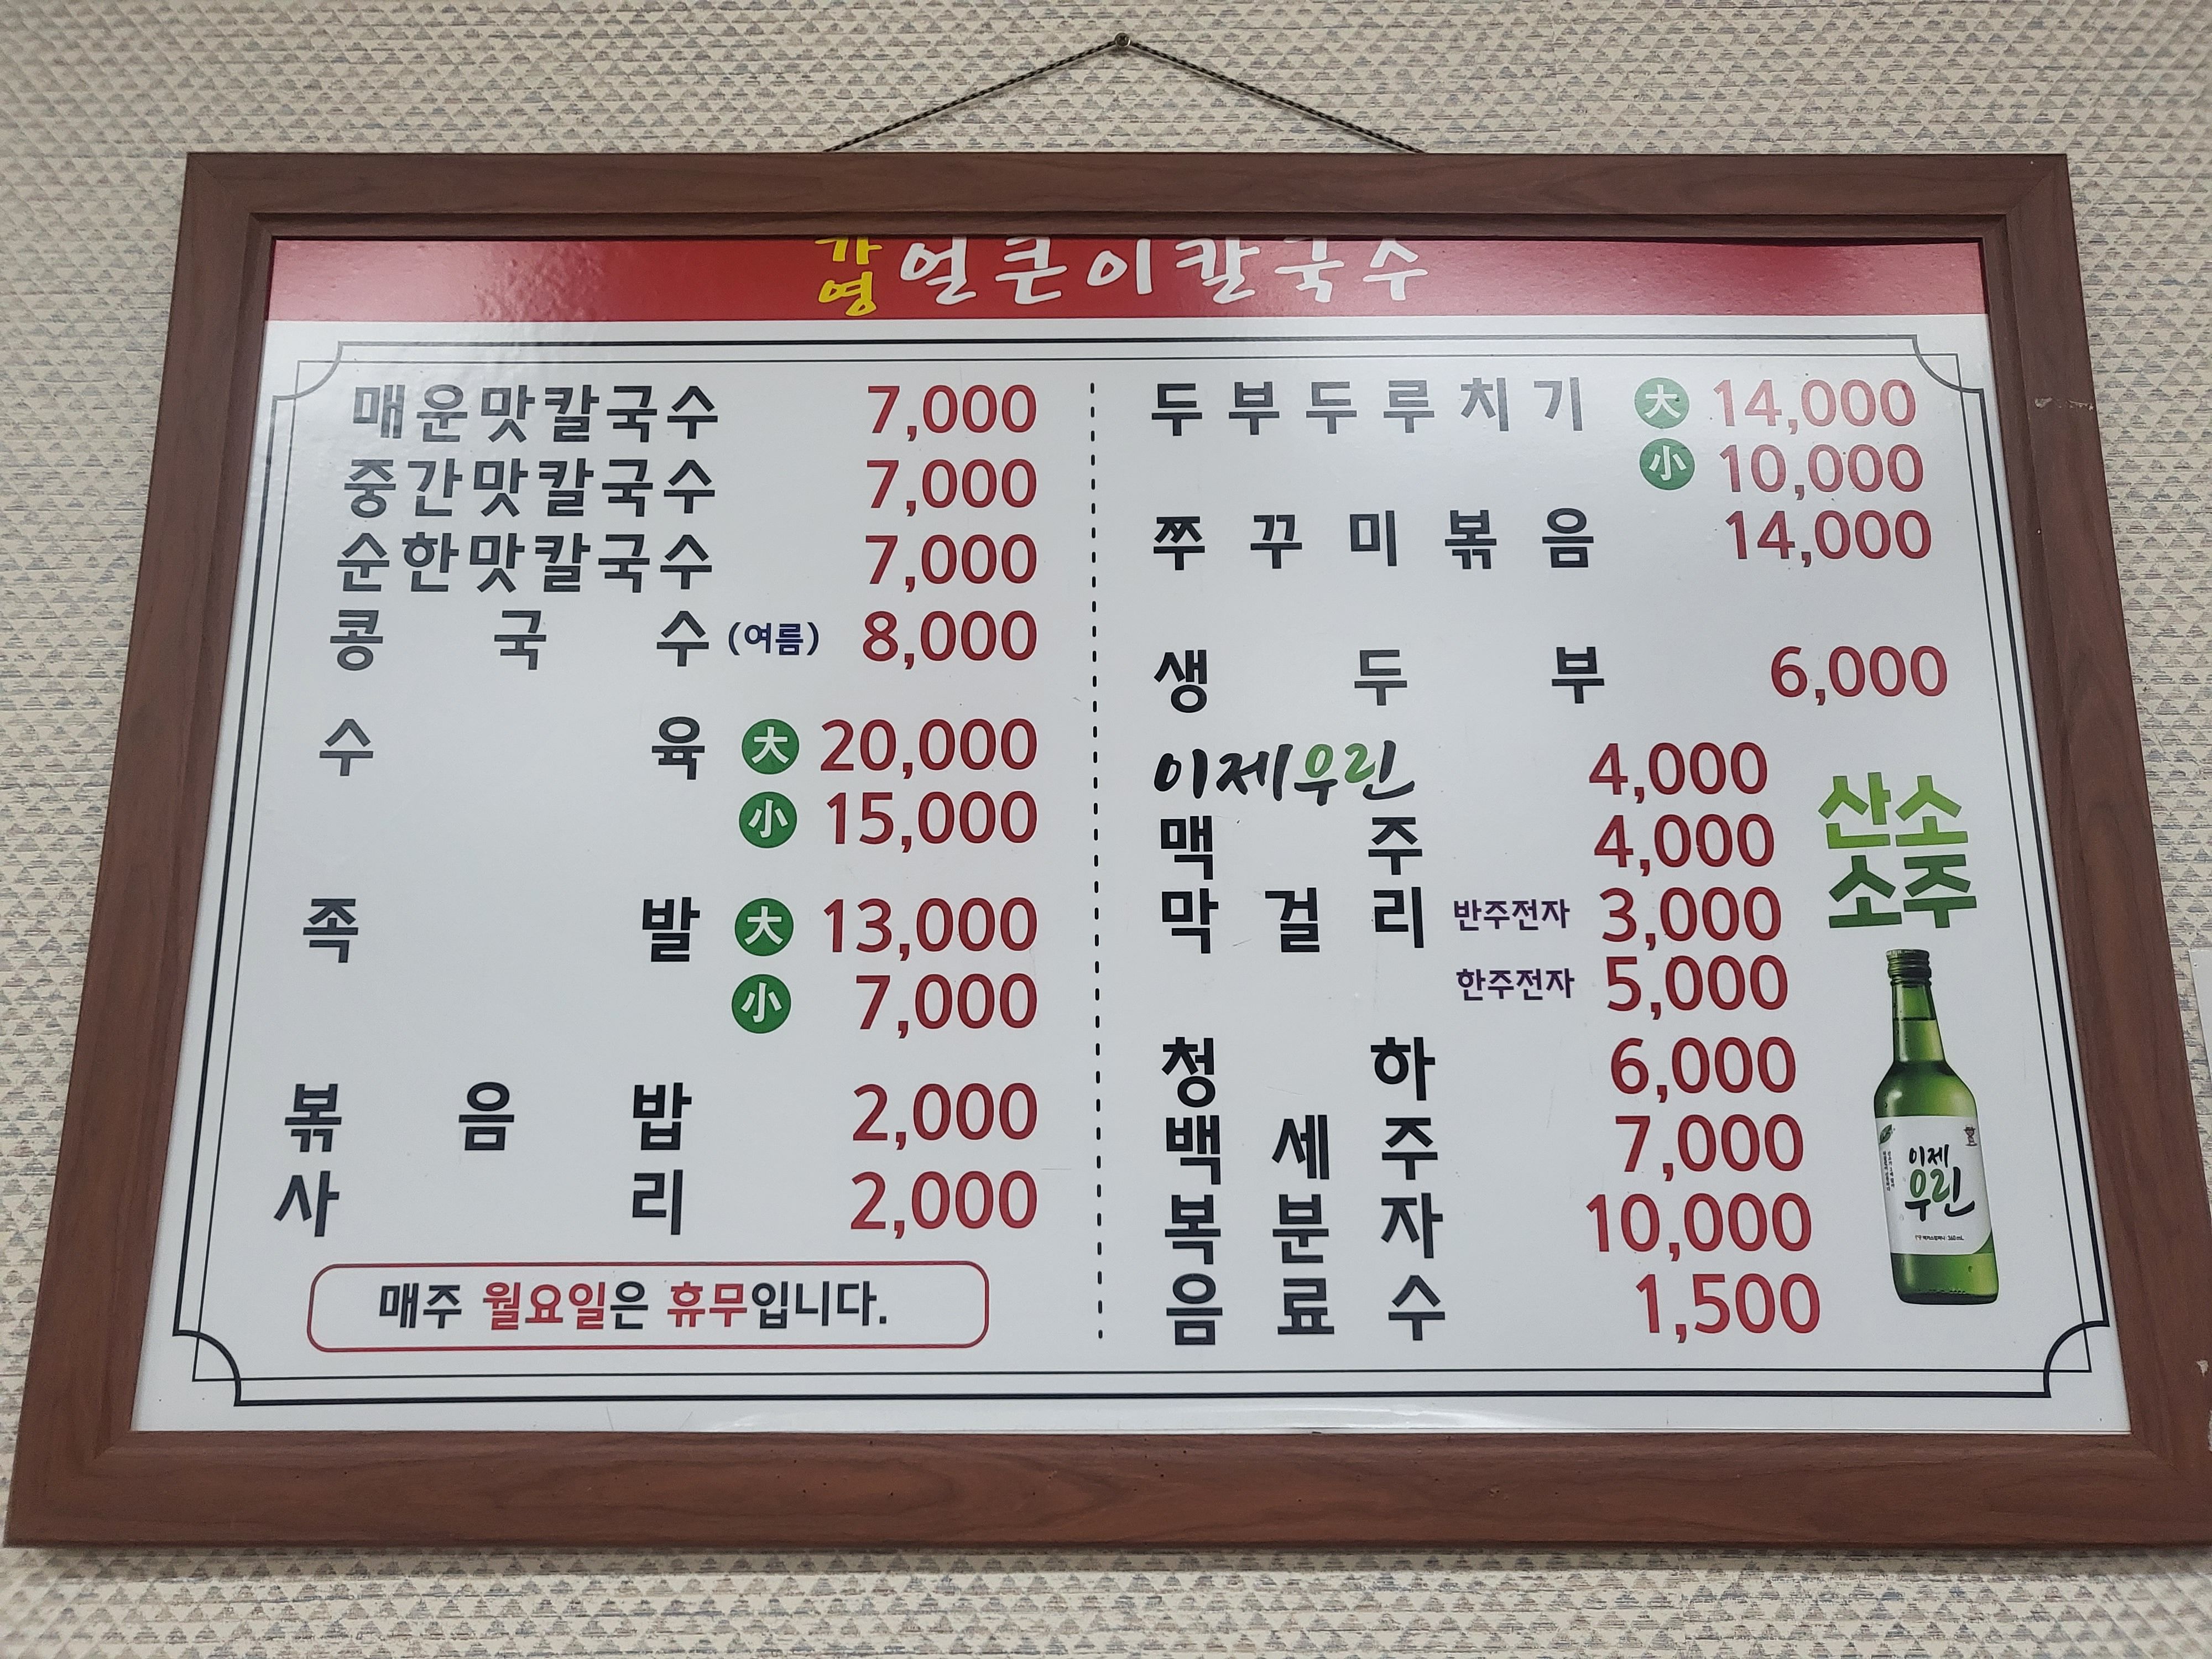 가영 얼큰이칼국수
매운맛칼국수 7,000
중간맛칼국수 7,000
순한맛칼국수 7,000
콩국수 (여름) 8,000
수육 大 20,000
小 15,000
족발 大 13,000
小 7,000
볶음밥 2,000
사리 2,000
매주 월요일은 휴무입니다.
두부두루치기 大 14,000
小 10,000
쭈꾸미볶음 14,000
생두부 6,000
이제우린 4,000
맥주 4,000
막걸리 반주전자 3,000
한주전자 5,000
청하 6,000
백세주 7,000
복분자 10,000
음료수 1,500
산소
소주
이제
우린